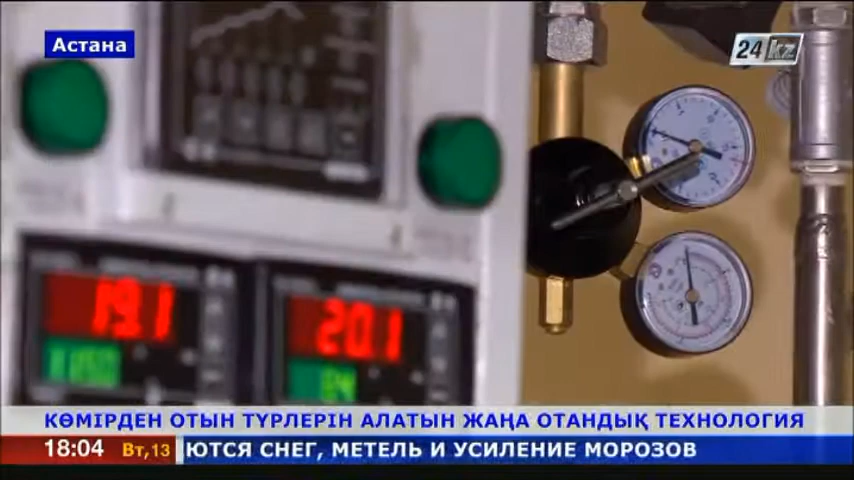 Астана
24kz
19.1
20.1
КӨМІРДЕН ОТЫН ТҮРЛЕРІН АЛАТЫН ЖАҢА ОТАНДЫҚ ТЕХНОЛОГИЯ
18:04 Вт,13 ЮТСЯ СНЕГ, МЕТЕЛЬ И УСИЛЕНИЕ МОРОЗОВ